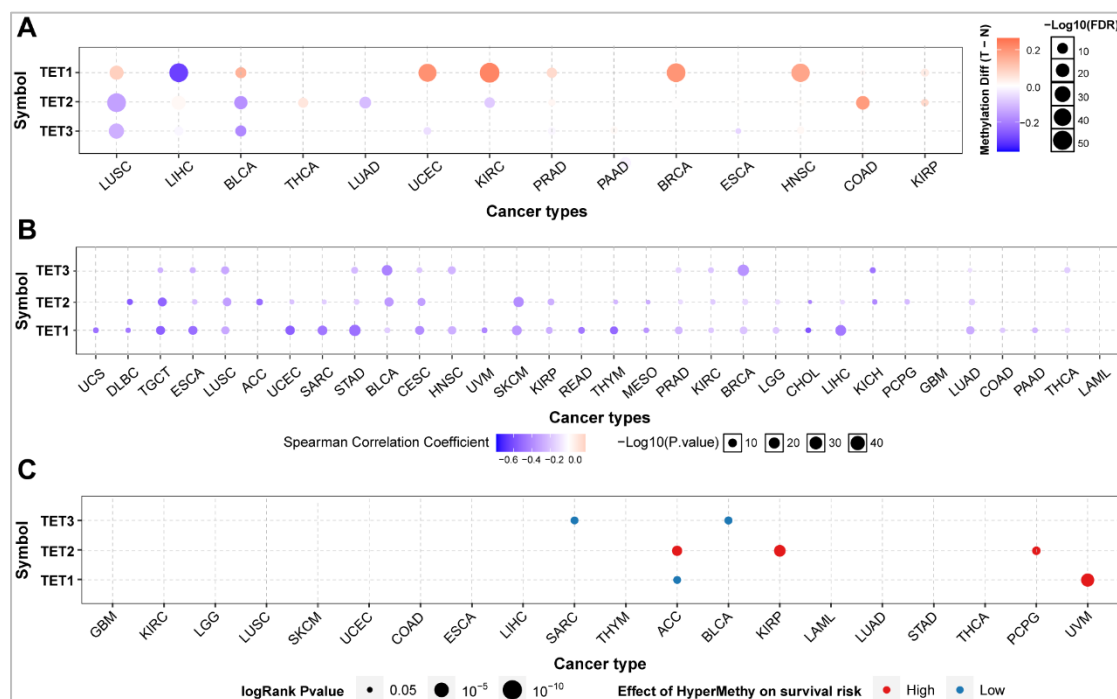 A
Symbol
TET1
TET2
TET3
LUSC LIHC BLCA THCA LUAD UCEC KIRC PRAD PAAD BRCA ESCA HNSC COAD KIRP
Cancer types
Methylation Diff (T − N)
0.2
0.0
−0.2
−Log10(FDR)
10
20
30
40
50
B
Symbol
TET3
TET2
TET1
UCS DLBC TGCT ESCA LUSC ACC UCEC SARC STAD BLCA CESC HNSC UVM SKCM KIRP READ THYM MESO PRAD KIRC BRCA LGG CHOL LIHC KICH PCPG GBM LUAD COAD PAAD THCA LAML
Cancer types
Spearman Correlation Coefficient −0.6 −0.4 −0.2 0.0 −Log10(P.value) 10 20 30 40
C
Symbol
TET3
TET2
TET1
GBM KIRC LGG LUSC SKCM UCEC COAD ESCA LIHC SARC THYM ACC BLCA KIRP LAML LUAD STAD THCA PCPG UVM
Cancer type
logRank Pvalue 0.05 10⁻⁵ 10⁻¹⁰ Effect of HyperMethy on survival risk High Low